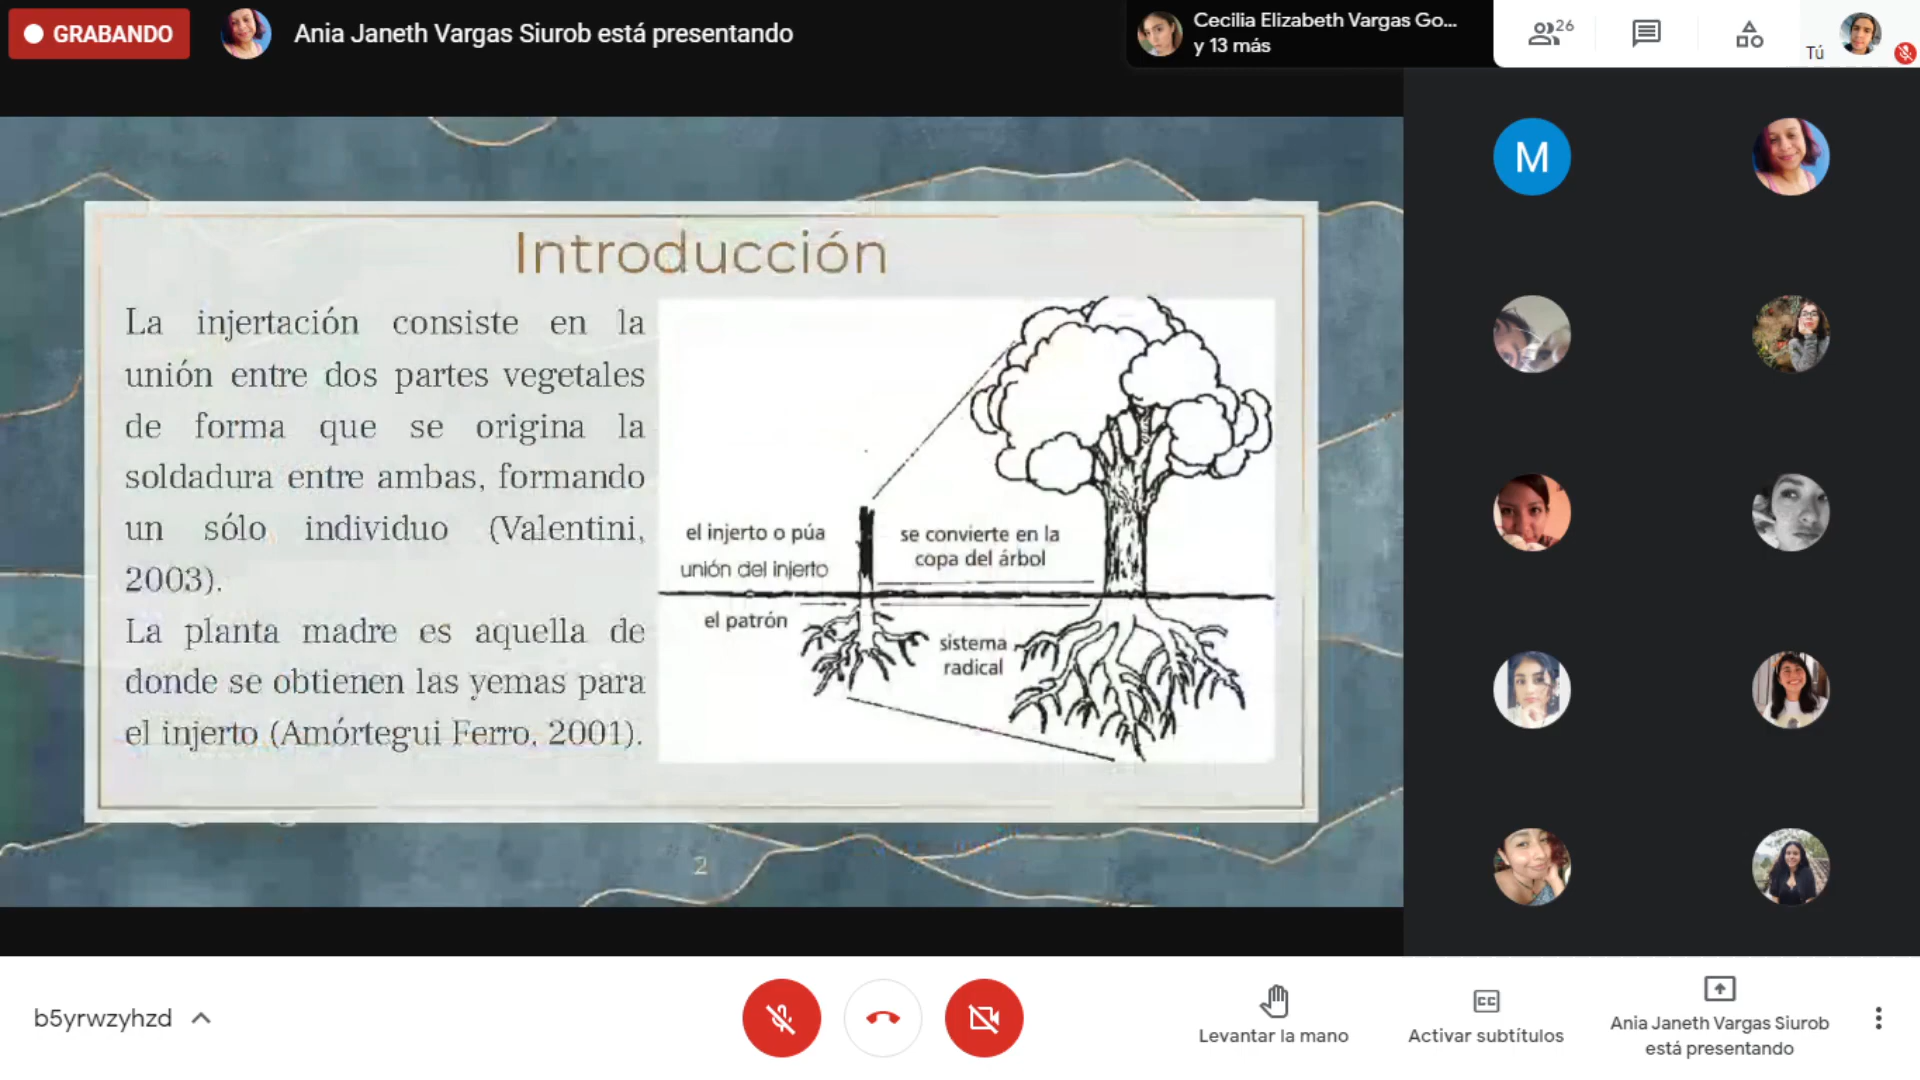 GRABANDO
Ania Janeth Vargas Siurob está presentando
Cecilia Elizabeth Vargas Go...
y 13 más
26
Tú
M
Introducción
La injertación consiste en la
unión entre dos partes vegetales
de forma que se origina la
soldadura entre ambas, formando
un sólo individuo (Valentini,
2003).
La planta madre es aquella de
donde se obtienen las yemas para
el injerto (Amórtegui Ferro, 2001).
el injerto o púa
unión del injerto
el patrón
se convierte en la
copa del árbol
sistema
radical
2
b5yrwzyhzd
Levantar la mano
CC
Activar subtítulos
Ania Janeth Vargas Siurob
está presentando